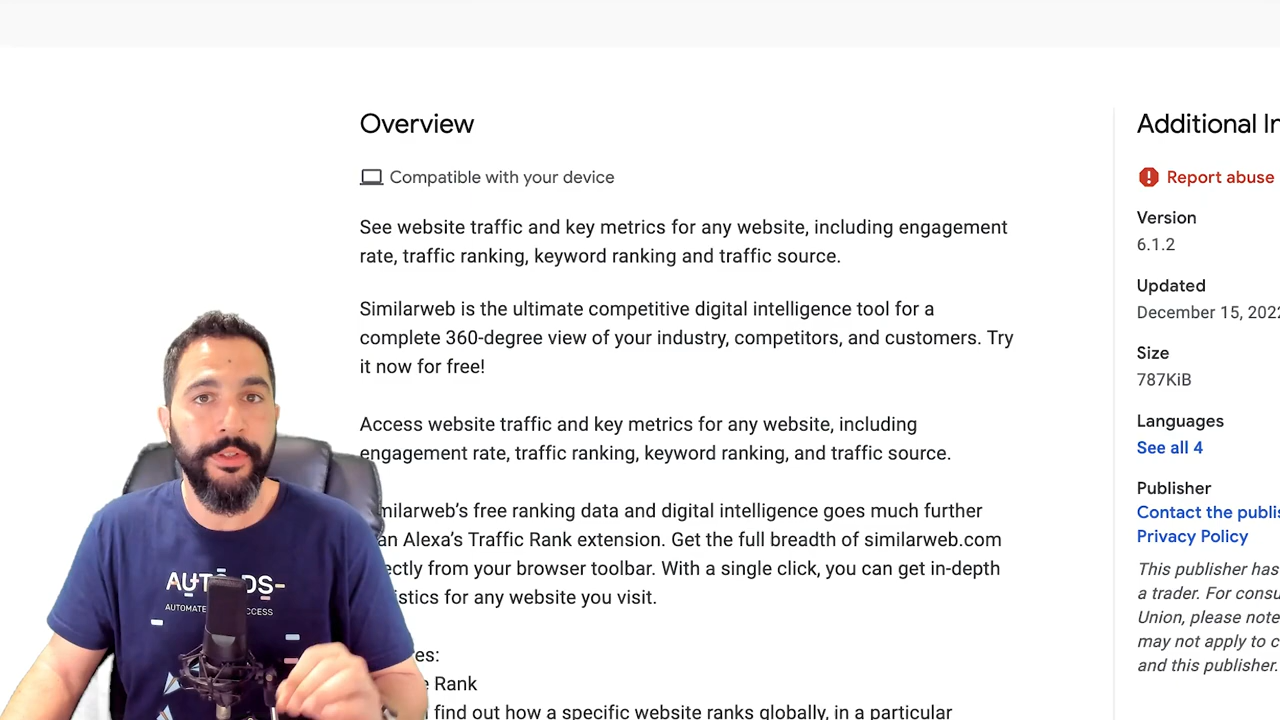 Overview
Compatible with your device
See website traffic and key metrics for any website, including engagement
rate, traffic ranking, keyword ranking and traffic source.
Similarweb is the ultimate competitive digital intelligence tool for a
complete 360-degree view of your industry, competitors, and customers. Try
it now for free!
Access website traffic and key metrics for any website, including
engagement rate, traffic ranking, keyword ranking, and traffic source.
milarweb's free ranking data and digital intelligence goes much further
an Alexa's Traffic Rank extension. Get the full breadth of similarweb.com
ectly from your browser toolbar. With a single click, you can get in-depth
istics for any website you visit.
es:
Rank
find out how a specific website ranks globally, in a particular
Additional In
Report abuse
Version
6.1.2
Updated
December 15, 2022
Size
787KiB
Languages
See all 4
Publisher
Contact the publis
Privacy Policy
This publisher has
a trader. For consu
Union, please note
may not apply to c
and this publisher.
AUTO DS
AUTOMATE CCESS